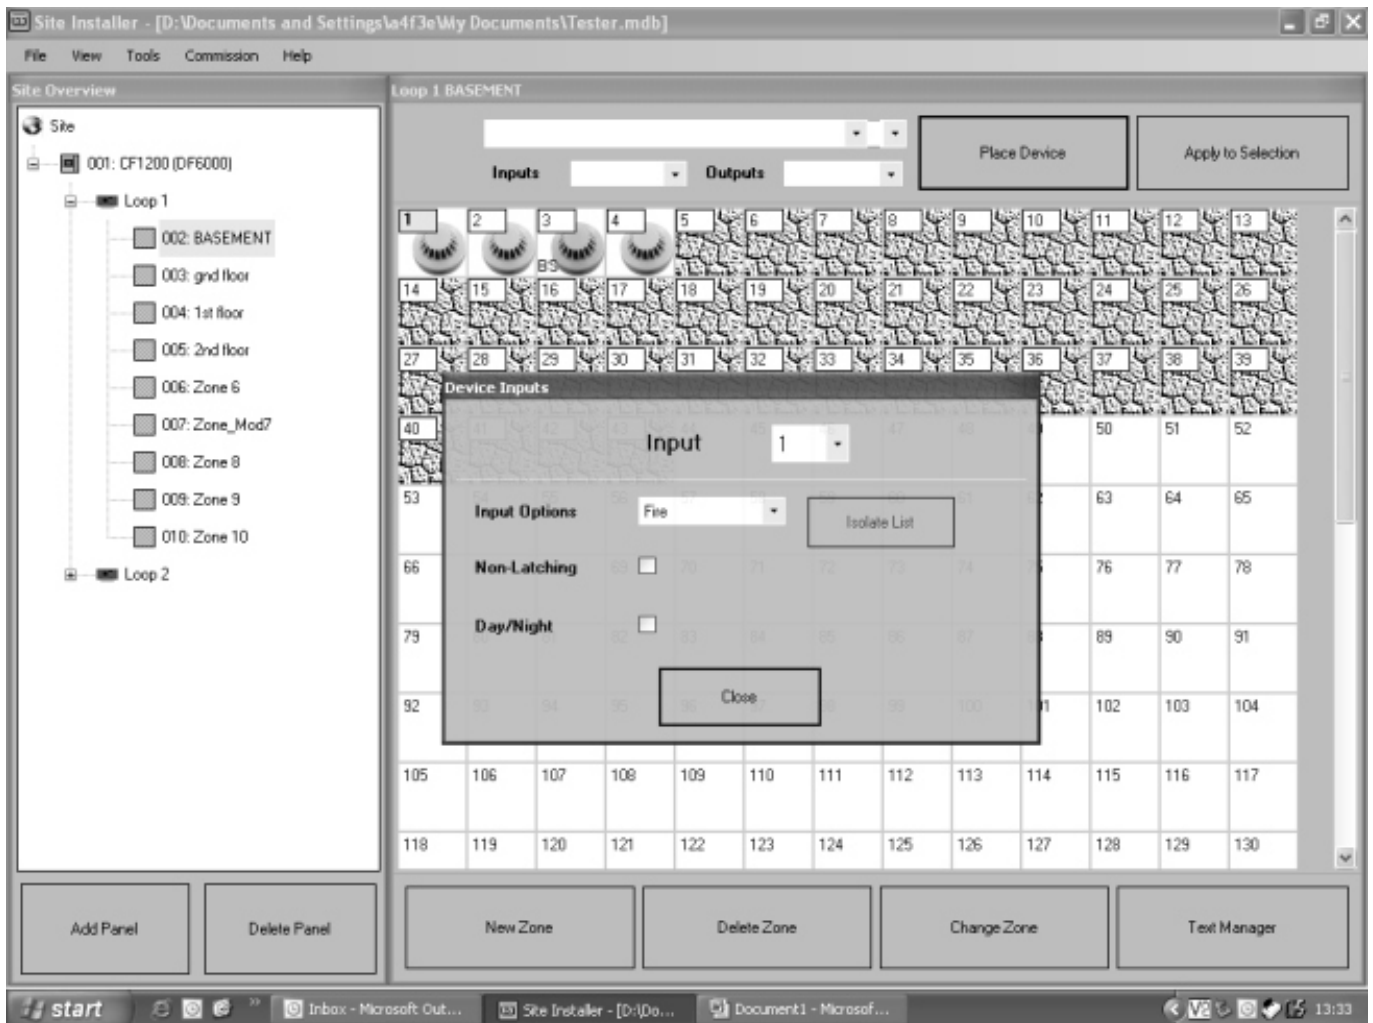 Site Installer - [D:\Documents and Settings\a4f3e\My Documents\Tester.mdb]
File View Tools Commission Help
Site Overview
Site
001: CF1200 (DF6000)
Loop 1
002: BASEMENT
003: gnd floor
004: 1st floor
005: 2nd floor
006: Zone 6
007: Zone_Mod7
008: Zone 8
009: Zone 9
010: Zone 10
Loop 2
Add Panel Delete Panel
Loop 1 BASEMENT
Inputs Outputs
Place Device
Apply to Selection
1 2 3 4 5 6 7 8 9 10 11 12 13
14 15 16 17 18 19 20 21 22 23 24 25 26
27 28 29 30 31 32 33 34 35 36 37 38 39
40 50 51 52
53 63 64 65
66 76 77 78
79 89 90 91
92 102 103 104
105 106 107 108 109 110 111 112 113 114 115 116 117
118 119 120 121 122 123 124 125 126 127 128 129 130
Device Inputs
Input 1
Input Options Fire Isolate List
Non-Latching
Day/Night
Close
New Zone Delete Zone Change Zone Text Manager
start Inbox - Microsoft Out... Site Installer - [D:\Do... Document1 - Microsof... 13:33